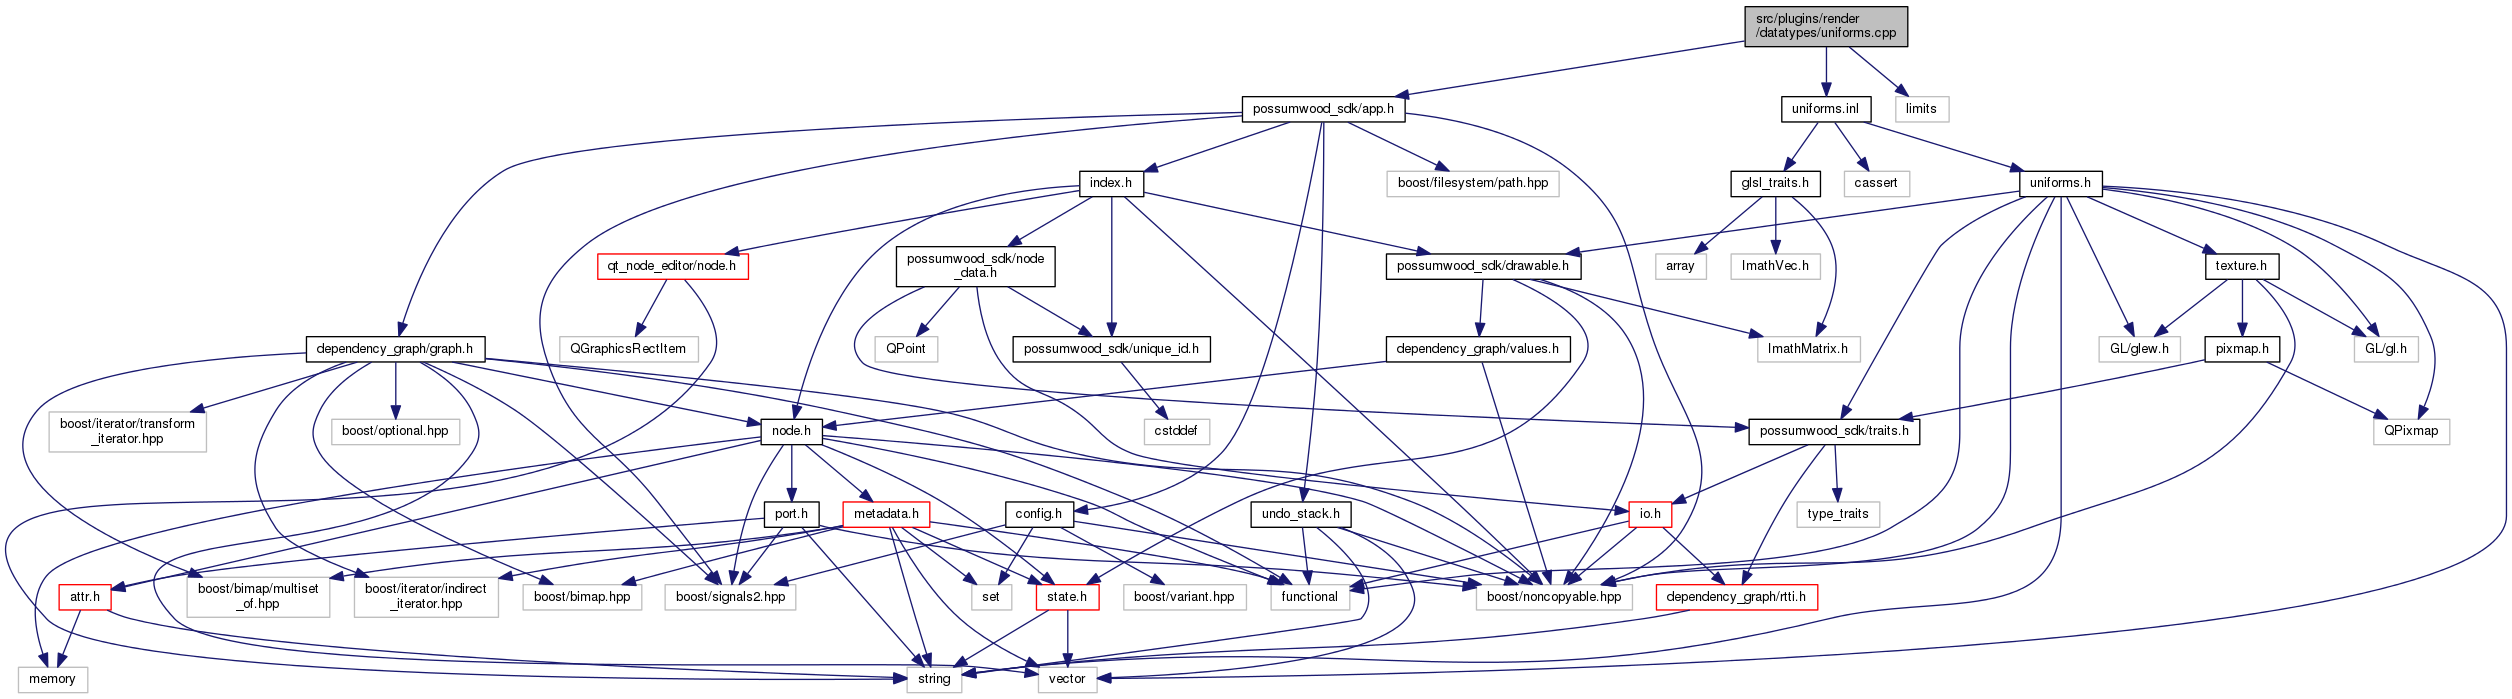 src/plugins/render
/datatypes/uniforms.cpp
possumwood_sdk/app.h
uniforms.inl
limits
index.h
boost/filesystem/path.hpp
glsl_traits.h
cassert
uniforms.h
qt_node_editor/node.h
possumwood_sdk/node
_data.h
possumwood_sdk/drawable.h
array
ImathVec.h
texture.h
dependency_graph/graph.h
QGraphicsRectItem
QPoint
possumwood_sdk/unique_id.h
dependency_graph/values.h
ImathMatrix.h
GL/glew.h
pixmap.h
GL/gl.h
boost/iterator/transform
_iterator.hpp
boost/optional.hpp
node.h
cstddef
possumwood_sdk/traits.h
QPixmap
port.h
metadata.h
config.h
undo_stack.h
io.h
type_traits
attr.h
boost/bimap/multiset
_of.hpp
boost/iterator/indirect
_iterator.hpp
boost/bimap.hpp
boost/signals2.hpp
set
state.h
boost/variant.hpp
functional
boost/noncopyable.hpp
dependency_graph/rtti.h
memory
string
vector